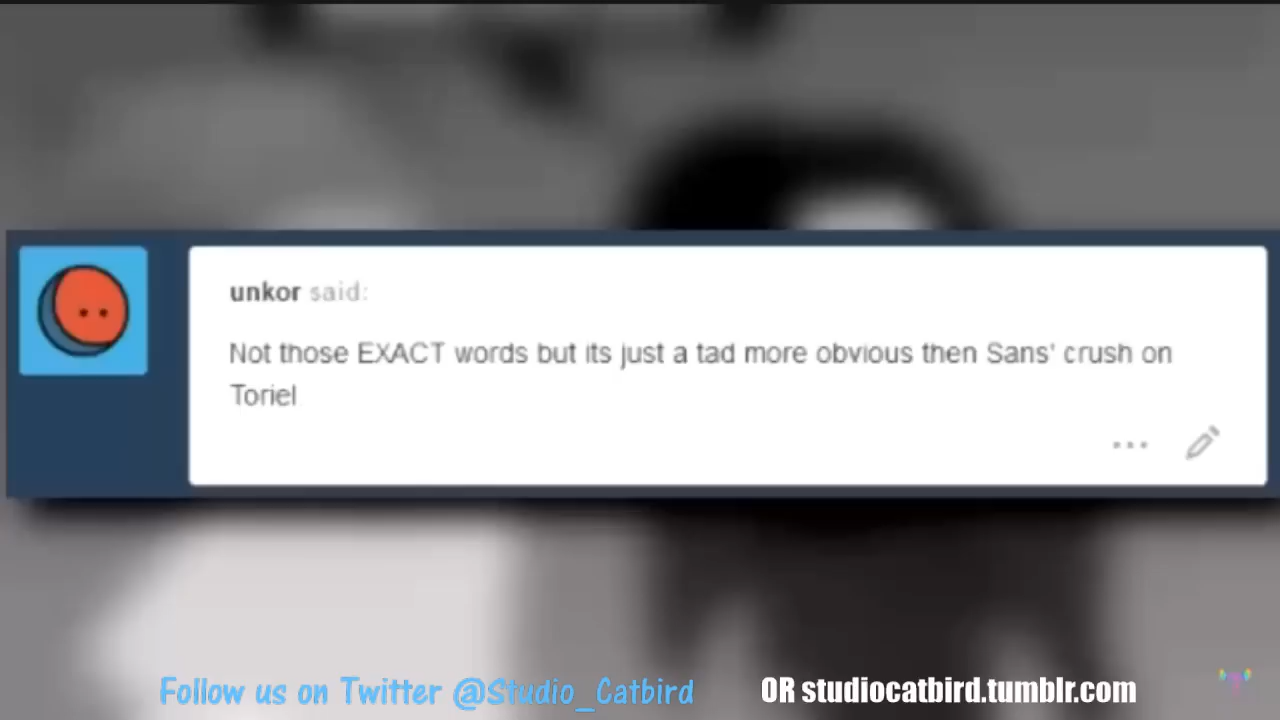 unkor said:
Not those EXACT words but its just a tad more obvious then Sans' crush on
Toriel
Follow us on Twitter @Studio_Catbird OR studiocatbird.tumblr.com